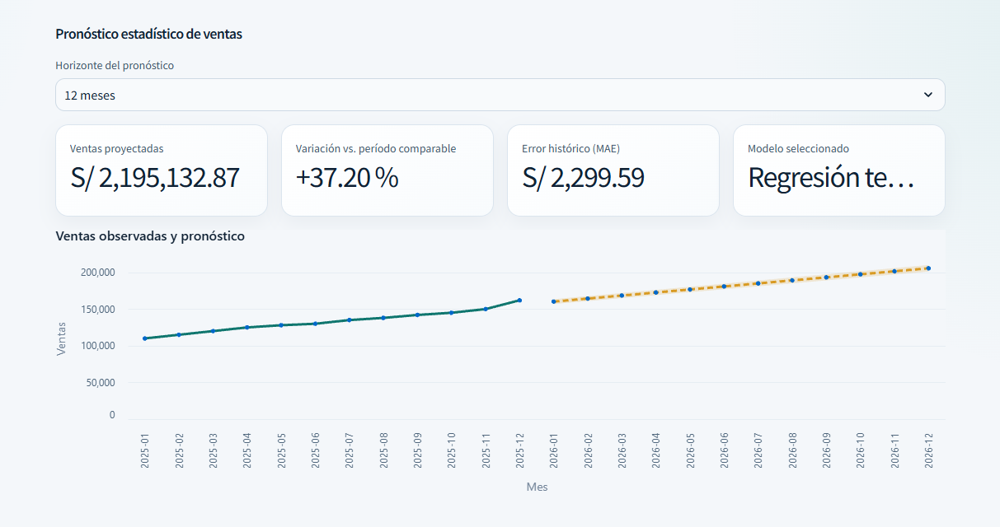 Pronóstico estadístico de ventas
Horizonte del pronóstico
12 meses
Ventas proyectadas
S/ 2,195,132.87
Variación vs. período comparable
+37.20 %
Error histórico (MAE)
S/ 2,299.59
Modelo seleccionado
Regresión te...
Ventas observadas y pronóstico
Ventas
200,000
150,000
100,000
50,000
0
2025-01
2025-02
2025-03
2025-04
2025-05
2025-06
2025-07
2025-08
2025-09
2025-10
2025-11
2025-12
2026-01
2026-02
2026-03
2026-04
2026-05
2026-06
2026-07
2026-08
2026-09
2026-10
2026-11
2026-12
Mes